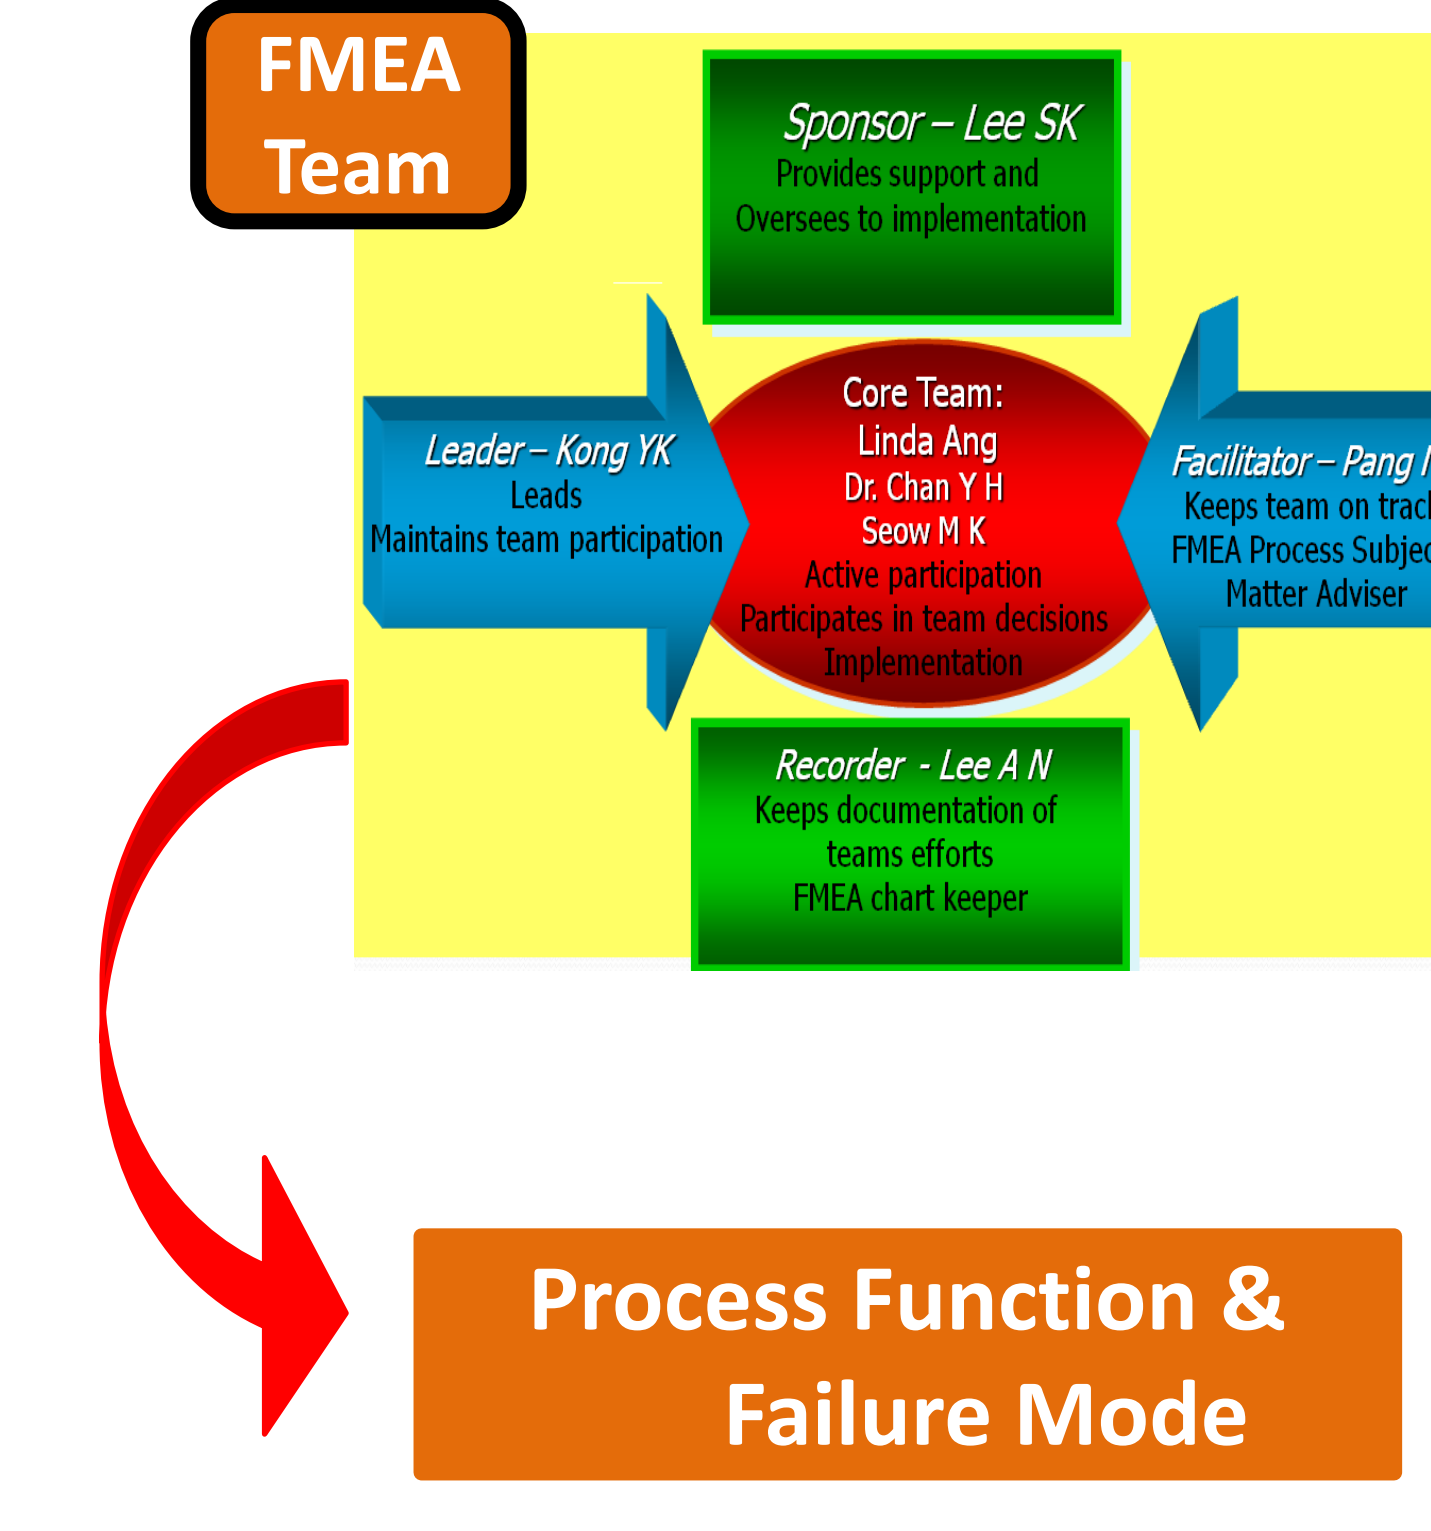 FMEA
Team
Sponsor – Lee SK
Provides support and
Oversees to implementation
Leader – Kong YK
Leads
Maintains team participation
Core Team:
Linda Ang
Dr. Chan Y H
Seow M K
Active participation
Participates in team decisions
Implementation
Facilitator – Pang
Keeps team on
FMEA Process
Matter Adviser
Recorder - Lee A N
Keeps documentation of
teams efforts
FMEA chart keeper
Process Function &
Failure Mode